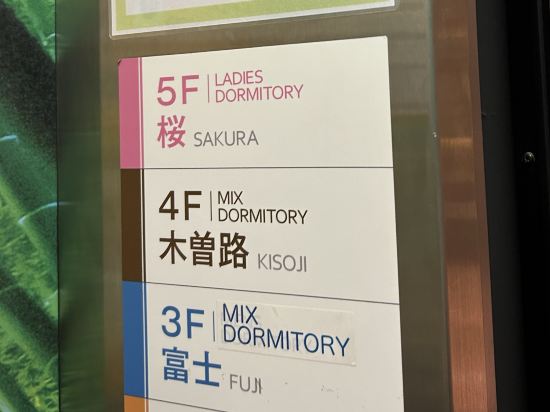 5F LADIES
DORMITORY
桜 SAKURA
4F MIX
DORMITORY
木曽路 KISOJI
3F MIX
DORMITORY
富士 FUJI